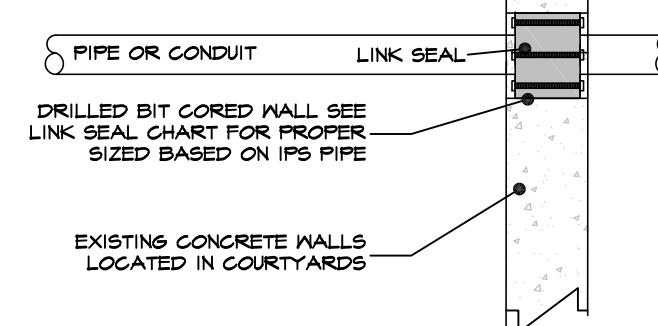 PIPE OR CONDUIT
LINK SEAL
DRILLED BIT CORED WALL SEE
LINK SEAL CHART FOR PROPER
SIZED BASED ON IPS PIPE
EXISTING CONCRETE WALLS
LOCATED IN COURTYARDS